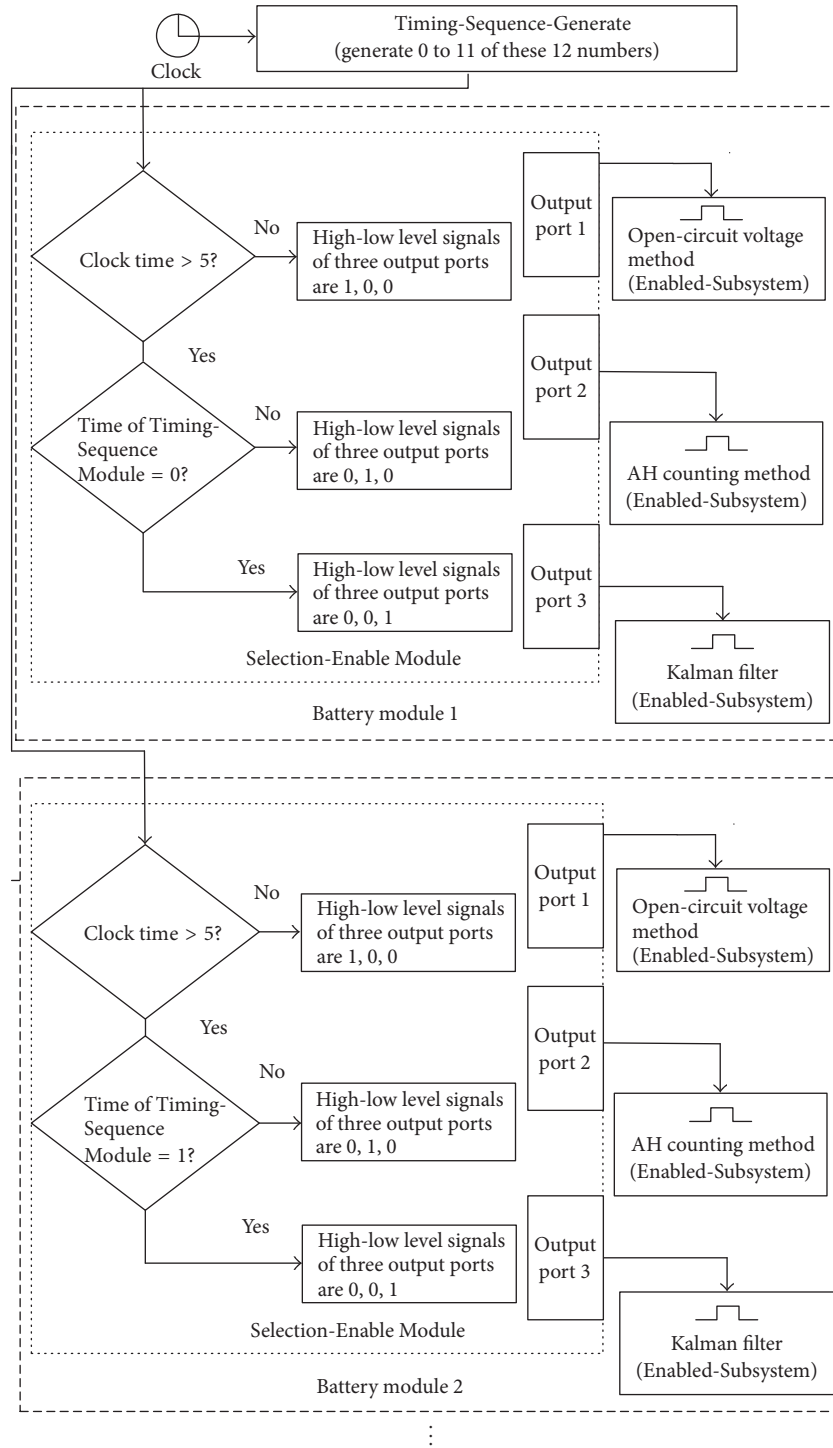 Timing-Sequence-Generate
(generate 0 to 11 of these 12 numbers)
Clock
Clock time > 5?
No
High-low level signals
of three output ports
are 1, 0, 0
Output
port 1
Open-circuit voltage
method
(Enabled-Subsystem)
Yes
Time of Timing-
Sequence
Module = 0?
No
High-low level signals
of three output ports
are 0, 1, 0
Output
port 2
AH counting method
(Enabled-Subsystem)
Yes
High-low level signals
of three output ports
are 0, 0, 1
Output
port 3
Kalman filter
(Enabled-Subsystem)
Selection-Enable Module
Battery module 1
Clock time > 5?
No
High-low level signals
of three output ports
are 1, 0, 0
Output
port 1
Open-circuit voltage
method
(Enabled-Subsystem)
Yes
Time of Timing-
Sequence
Module = 1?
No
High-low level signals
of three output ports
are 0, 1, 0
Output
port 2
AH counting method
(Enabled-Subsystem)
Yes
High-low level signals
of three output ports
are 0, 0, 1
Output
port 3
Kalman filter
(Enabled-Subsystem)
Selection-Enable Module
Battery module 2
⋮